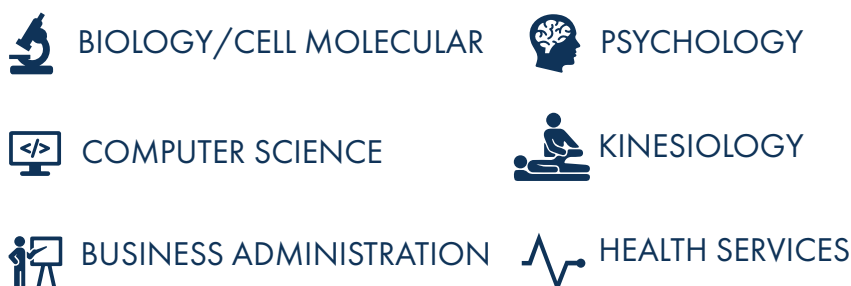 BIOLOGY/CELL MOLECULAR
PSYCHOLOGY
</> COMPUTER SCIENCE
KINESIOLOGY
BUSINESS ADMINISTRATION
HEALTH SERVICES